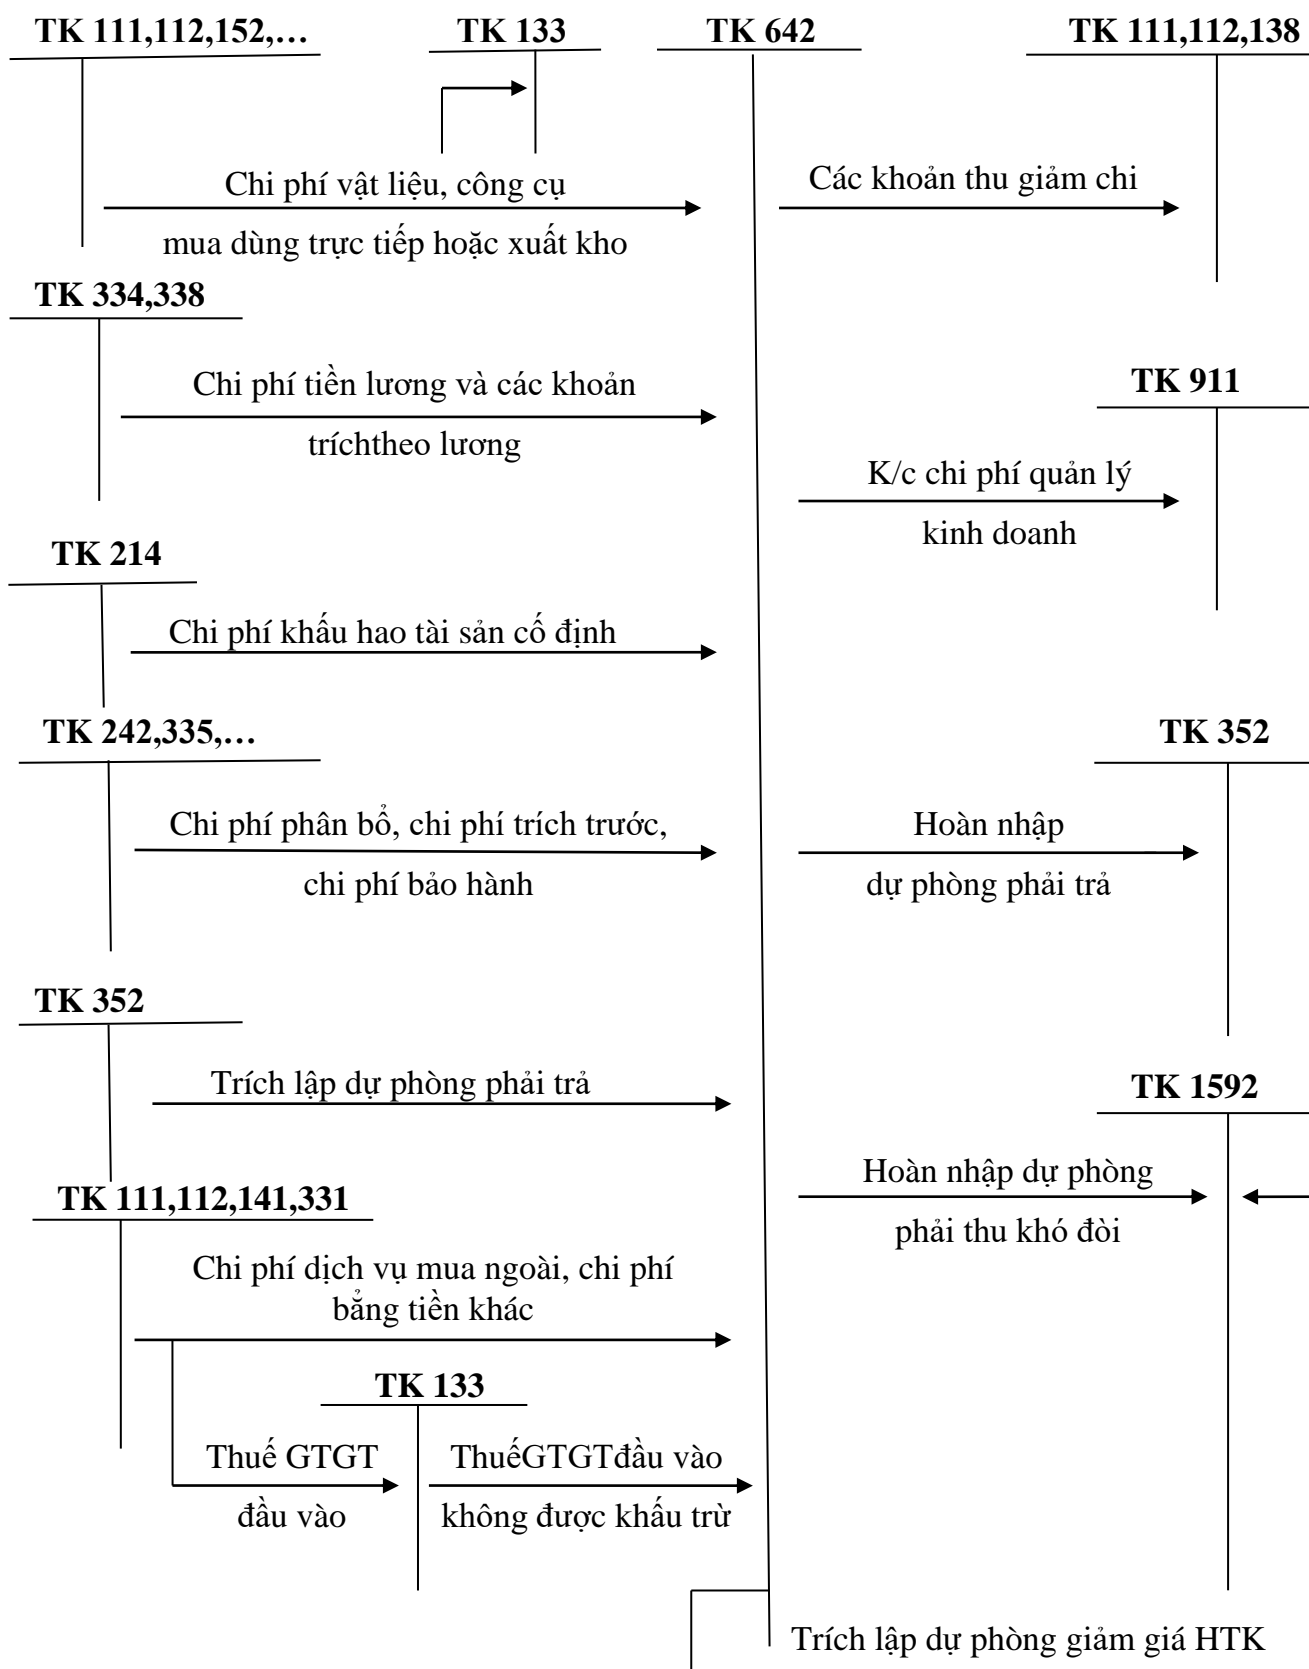 TK 111,112,152,…
TK 133
TK 642
TK 111,112,138
Chi phí vật liệu, công cụ
mua dùng trực tiếp hoặc xuất kho
Các khoản thu giảm chi
TK 334,338
Chi phí tiền lương và các khoản
tríchtheo lương
TK 911
K/c chi phí quản lý
kinh doanh
TK 214
Chi phí khấu hao tài sản cố định
TK 242,335,…
TK 352
Chi phí phân bổ, chi phí trích trước,
chi phí bảo hành
Hoàn nhập
dự phòng phải trả
TK 352
Trích lập dự phòng phải trả
TK 1592
Hoàn nhập dự phòng
phải thu khó đòi
TK 111,112,141,331
Chi phí dịch vụ mua ngoài, chi phí
bẳng tiền khác
TK 133
Thuế GTGT
đầu vào
ThuếGTGTđầu vào
không được khấu trừ
Trích lập dự phòng giảm giá HTK